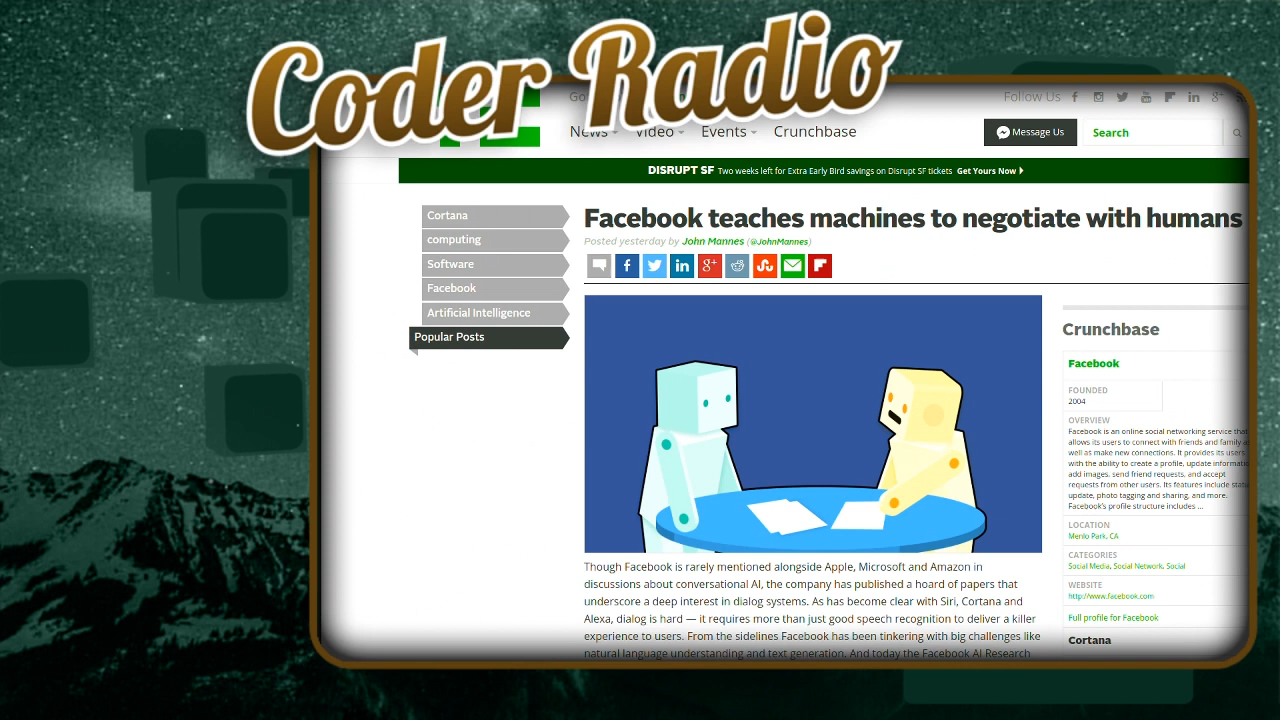 Coder Radio
Go
Follow Us
News Video Events Crunchbase
Message Us
Search
DISRUPT SF Two weeks left for Extra Early Bird savings on Disrupt SF tickets Get Yours Now
Cortana
computing
Software
Facebook
Artificial Intelligence
Popular Posts
Facebook teaches machines to negotiate with humans
Posted yesterday by John Mannes (@JohnMannes)
Though Facebook is rarely mentioned alongside Apple, Microsoft and Amazon in
discussions about conversational AI, the company has published a hoard of papers that
underscore a deep interest in dialog systems. As has become clear with Siri, Cortana and
Alexa, dialog is hard — it requires more than just good speech recognition to deliver a killer
experience to users. From the sidelines Facebook has been tinkering with big challenges like
natural language understanding and text generation. And today the Facebook AI Research
Crunchbase
Facebook
FOUNDED
2004
OVERVIEW
Facebook is an online social networking service that
allows its users to connect with friends and family as
well as make new connections. It provides its users
with the ability to create a profile, update information,
add images, send friend requests, and accept
requests from other users. Its features include status
update, photo tagging and sharing, and more.
Facebook's profile structure includes ...
LOCATION
Menlo Park, CA
CATEGORIES
Social Media, Social Network, Social
WEBSITE
http://www.facebook.com
Full profile for Facebook
Cortana